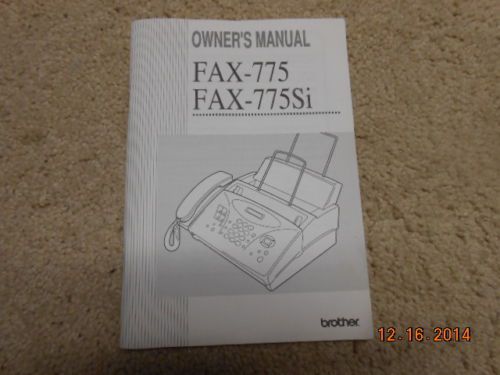 OWNER'S MANUAL
FAX-775
FAX-775Si
brother
12.16.2014